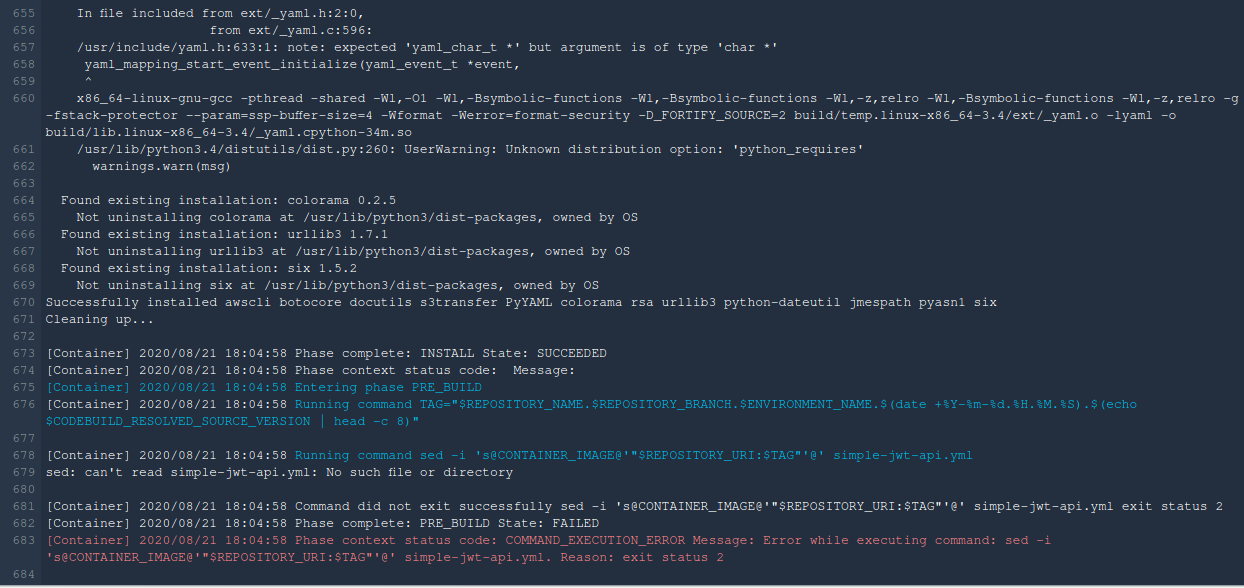 655 In file included from ext/_yaml.h:2:0,
656 from ext/_yaml.c:596:
657 /usr/include/yaml.h:633:1: note: expected 'yaml_char_t *' but argument is of type 'char *'
658 yaml_mapping_start_event_initialize(yaml_event_t *event,
659 ^
660 x86_64-linux-gnu-gcc -pthread -shared -Wl,-O1 -Wl,-Bsymbolic-functions -Wl,-Bsymbolic-functions -Wl,-z,relro -Wl,-Bsymbolic-functions -Wl,-z,relro -g
-fstack-protector --param=ssp-buffer-size=4 -Wformat -Werror=format-security -D_FORTIFY_SOURCE=2 build/temp.linux-x86_64-3.4/ext/_yaml.o -lyaml -o
build/lib.linux-x86_64-3.4/_yaml.cpython-34m.so
661 /usr/lib/python3.4/distutils/dist.py:260: UserWarning: Unknown distribution option: 'python_requires'
662 warnings.warn(msg)
663
664 Found existing installation: colorama 0.2.5
665 Not uninstalling colorama at /usr/lib/python3/dist-packages, owned by OS
666 Found existing installation: urllib3 1.7.1
667 Not uninstalling urllib3 at /usr/lib/python3/dist-packages, owned by OS
668 Found existing installation: six 1.5.2
669 Not uninstalling six at /usr/lib/python3/dist-packages, owned by OS
670 Successfully installed awscli botocore docutils s3transfer PyYAML colorama rsa urllib3 python-dateutil jmespath pyasn1 six
671 Cleaning up...
672
673 [Container] 2020/08/21 18:04:58 Phase complete: INSTALL State: SUCCEEDED
674 [Container] 2020/08/21 18:04:58 Phase context status code: Message:
675 [Container] 2020/08/21 18:04:58 Entering phase PRE_BUILD
676 [Container] 2020/08/21 18:04:58 Running command TAG="$REPOSITORY_NAME.$REPOSITORY_BRANCH.$ENVIRONMENT_NAME.$(date +%Y-%m-%d.%H.%M.%S).$(echo
$CODEBUILD_RESOLVED_SOURCE_VERSION | head -c 8)"
677
678 [Container] 2020/08/21 18:04:58 Running command sed -i 's@CONTAINER_IMAGE@'"$REPOSITORY_URI:$TAG"'@' simple-jwt-api.yml
679 sed: can't read simple-jwt-api.yml: No such file or directory
680
681 [Container] 2020/08/21 18:04:58 Command did not exit successfully sed -i 's@CONTAINER_IMAGE@'"$REPOSITORY_URI:$TAG"'@' simple-jwt-api.yml exit status 2
682 [Container] 2020/08/21 18:04:58 Phase complete: PRE_BUILD State: FAILED
683 [Container] 2020/08/21 18:04:58 Phase context status code: COMMAND_EXECUTION_ERROR Message: Error while executing command: sed -i
's@CONTAINER_IMAGE@'"$REPOSITORY_URI:$TAG"'@' simple-jwt-api.yml. Reason: exit status 2
684